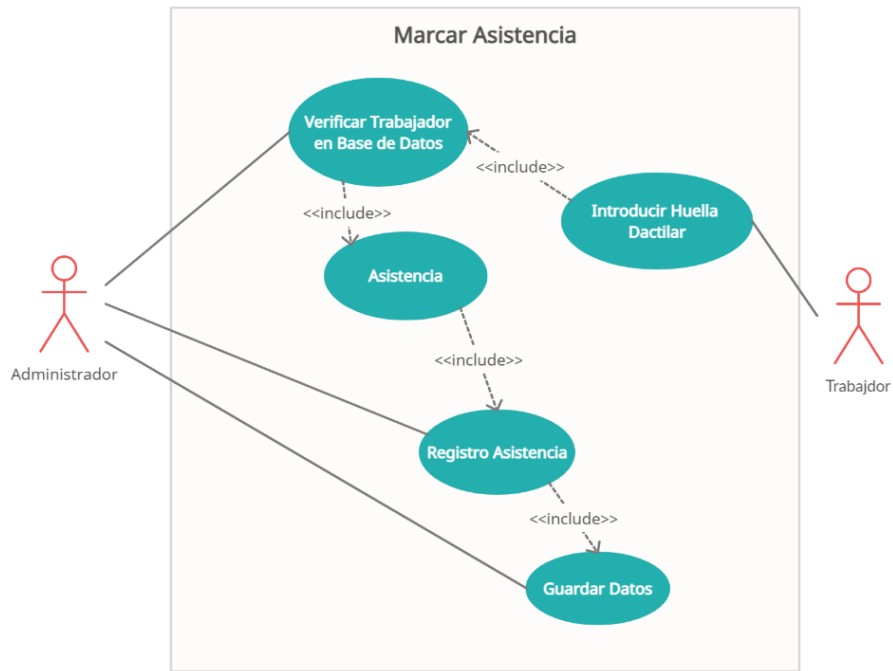 Marcar Asistencia
Verificar Trabajador
en Base de Datos
<<include>>
Introducir Huella
Dactilar
<<include>>
Asistencia
<<include>>
Administrador
Trabajdor
Registro Asistencia
<<include>>
Guardar Datos